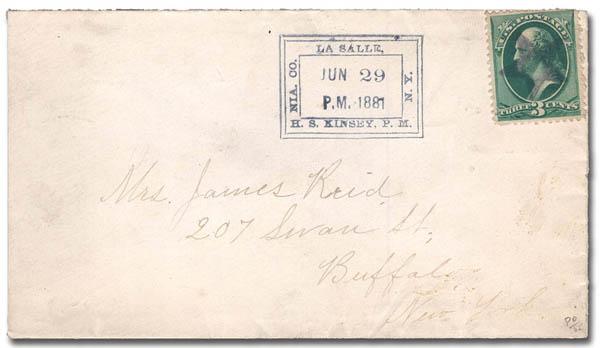 LA SALLE,
NIA. CO.
JUN 29
P.M. 1881
N. Y.
H. S. KINSEY, P. M.
U.S. POSTAGE
THREE 3 CENTS
Mrs. James Reid
207 Swan St,
Buffalo,
New York.